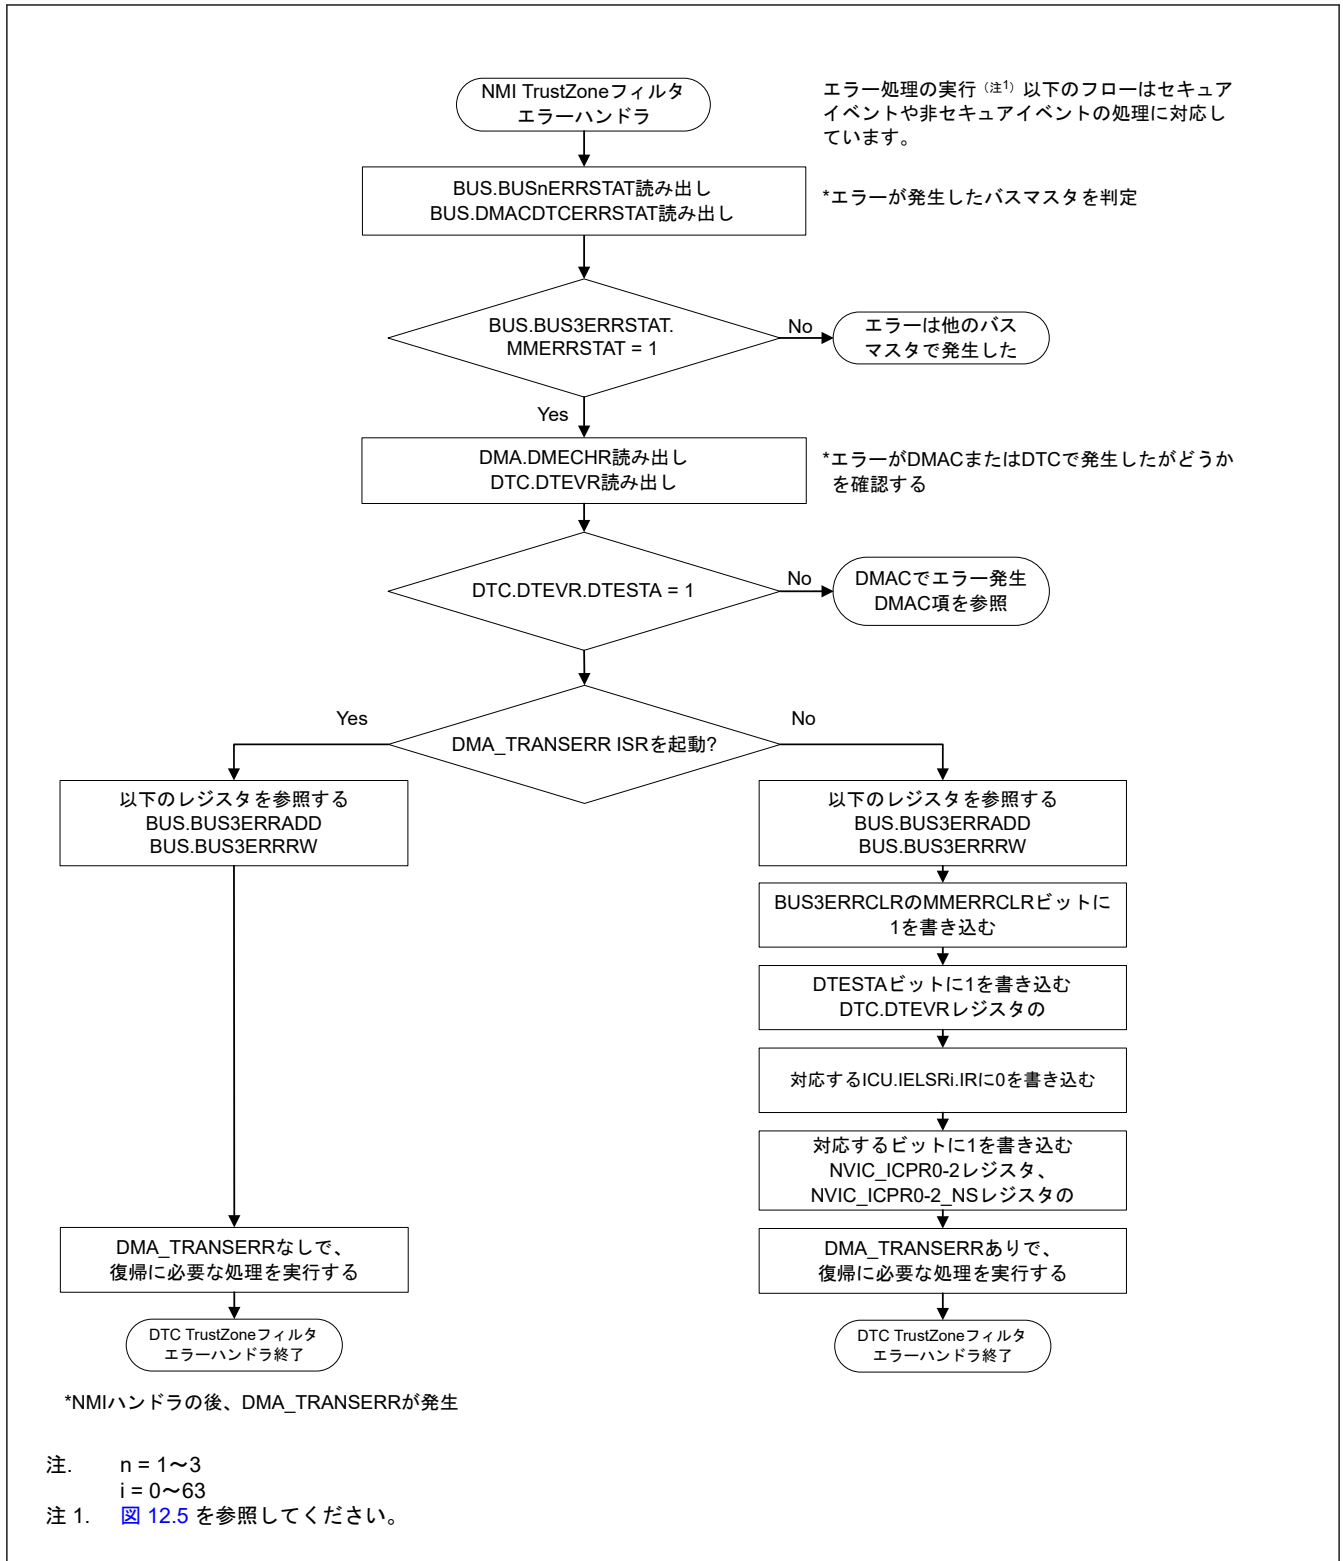 NMI TrustZoneフィルタ
エラーハンドラ
エラー処理の実行（注1）以下のフローはセキュア
イベントや非セキュアイベントの処理に対応し
ています。
BUS.BUSnERRSTAT読み出し
BUS.DMACDTCERRSTAT読み出し
*エラーが発生したバスマスタを判定
BUS.BUS3ERRSTAT.
MMERRSTAT = 1
No
エラーは他のバス
マスタで発生した
Yes
DMA.DMECHR読み出し
DTC.DTEVR読み出し
*エラーがDMACまたはDTCで発生したがどうか
を確認する
DTC.DTEVR.DTESTA = 1
No
DMACでエラー発生
DMAC項を参照
DMA_TRANSERR ISRを起動?
Yes
No
以下のレジスタを参照する
BUS.BUS3ERRADD
BUS.BUS3ERRRW
以下のレジスタを参照する
BUS.BUS3ERRADD
BUS.BUS3ERRRW
BUS3ERRCLRのMMERRCLRビットに
1を書き込む
DTESTAビットに1を書き込む
DTC.DTEVRレジスタの
対応するICU.IELSRi.IRに0を書き込む
対応するビットに1を書き込む
NVIC_ICPR0-2レジスタ、
NVIC_ICPR0-2_NSレジスタの
DMA_TRANSERRなしで、
復帰に必要な処理を実行する
DMA_TRANSERRありで、
復帰に必要な処理を実行する
DTC TrustZoneフィルタ
エラーハンドラ終了
DTC TrustZoneフィルタ
エラーハンドラ終了
*NMIハンドラの後、DMA_TRANSERRが発生
注. n = 1～3
i = 0～63
注 1. 図 12.5 を参照してください。